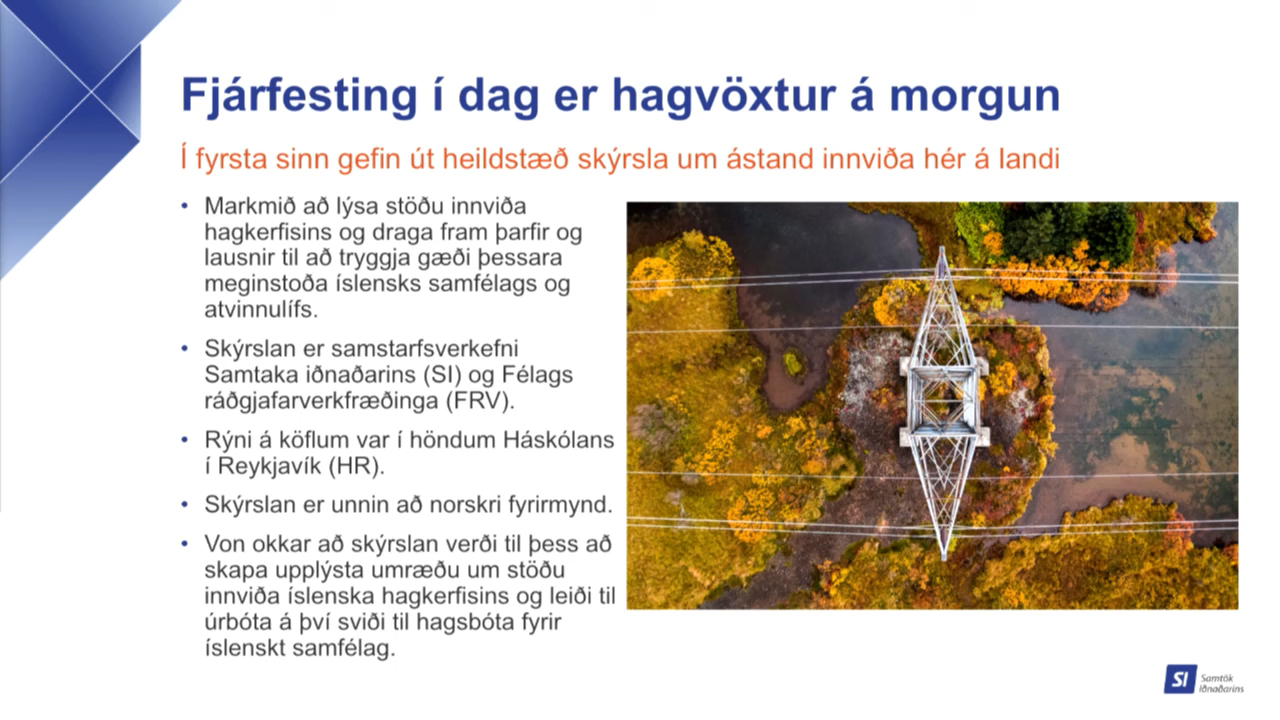 Fjárfesting í dag er hagvöxtur á morgun
Í fyrsta sinn gefin út heildstæð skýrsla um ástand innviða hér á landi
• Markmið að lýsa stöðu innviða
hagkerfisins og draga fram þarfir og
lausnir til að tryggja gæði þessara
meginstoða íslensks samfélags og
atvinnulífs.
• Skýrslan er samstarfsverkefni
Samtaka iðnaðarins (SI) og Félags
ráðgjafarverkfræðinga (FRV).
• Rýni á köflum var í höndum Háskólans
í Reykjavík (HR).
• Skýrslan er unnin að norskri fyrirmynd.
• Von okkar að skýrslan verði til þess að
skapa upplýsta umræðu um stöðu
innviða íslenska hagkerfisins og leiði til
úrbóta á því sviði til hagsbóta fyrir
íslenskt samfélag.
SI Samtök
iðnaðarins